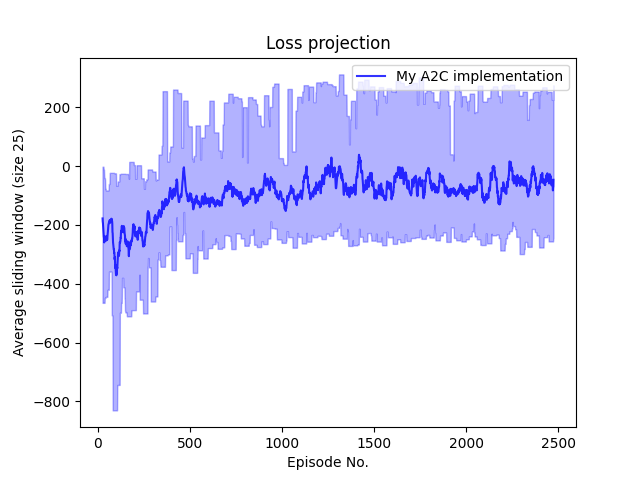 Loss projection
My A2C implementation
Average sliding window (size 25)
200
0
−200
−400
−600
−800
0 500 1000 1500 2000 2500
Episode No.